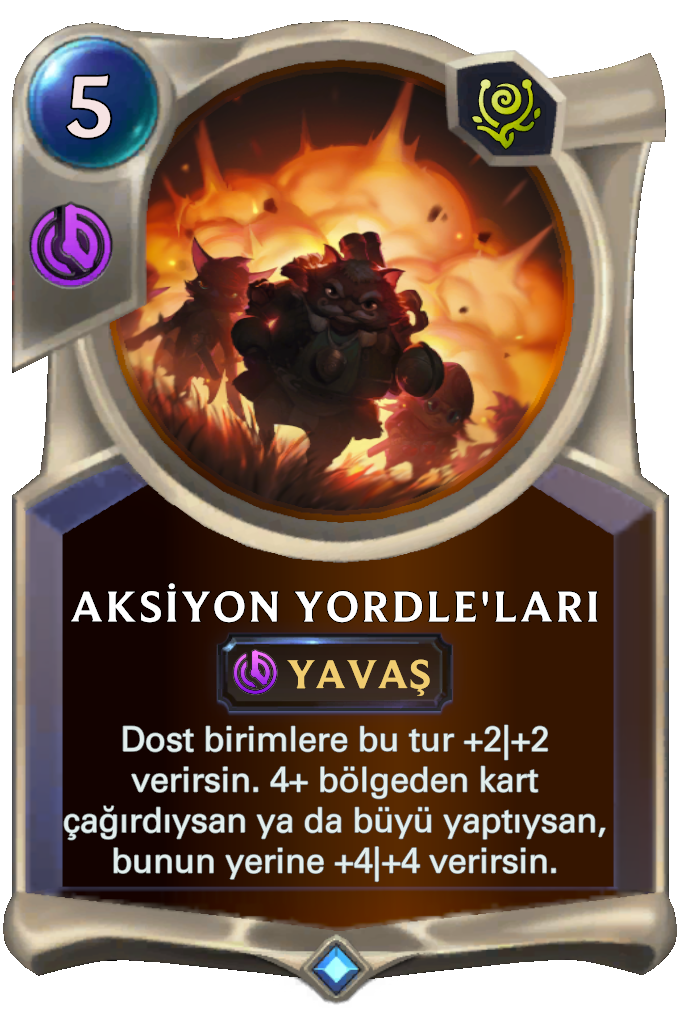 5
AKSİYON YORDLE'LARI
YAVAŞ
Dost birimlere bu tur +2|+2
verirsin. 4+ bölgeden kart
çağırdıysan ya da büyü yaptıysan,
bunun yerine +4|+4 verirsin.